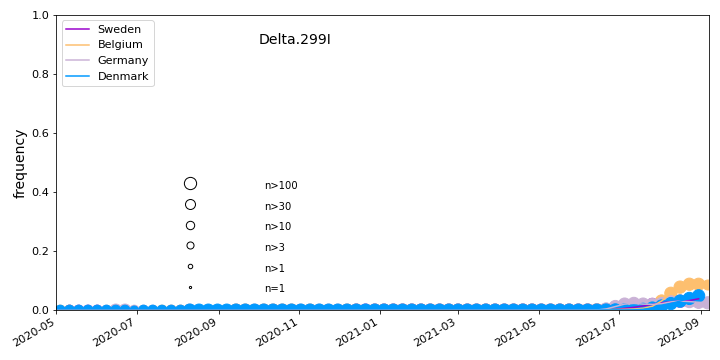 Delta.299I
Sweden
Belgium
Germany
Denmark
frequency
1.0
0.8
0.6
0.4
0.2
0.0
n>100
n>30
n>10
n>3
n>1
n=1
2020-05
2020-07
2020-09
2020-11
2021-01
2021-03
2021-05
2021-07
2021-09